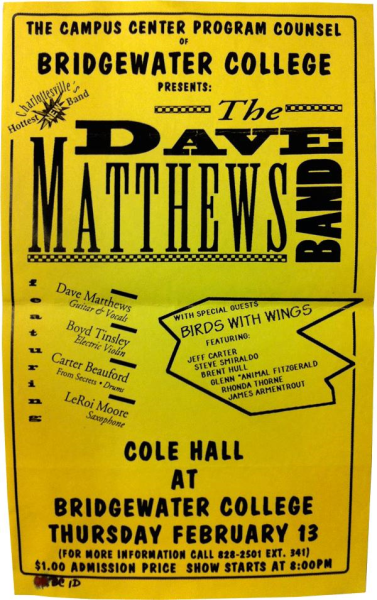 THE CAMPUS CENTER PROGRAM COUNSEL
OF
BRIDGEWATER COLLEGE
PRESENTS:
Charlottesville's
Hottest NEW Band
The
DAVE
MATTHEWS
BAND
featuring
Dave Matthews
Guitar & Vocals
Boyd Tinsley
Electric Violin
Carter Beauford
From Secrets • Drums
LeRoi Moore
Saxophone
WITH SPECIAL GUESTS
BIRDS WITH WINGS
FEATURING:
JEFF CARTER
STEVE SMIRALDO
BRENT HULL
GLENN "ANIMAL FITZGERALD
RHONDA THORNE
JAMES ARMENTROUT
COLE HALL
AT
BRIDGEWATER COLLEGE
THURSDAY FEBRUARY 13
(FOR MORE INFORMATION CALL 828-2501 EXT. 341)
$1.00 ADMISSION PRICE SHOW STARTS AT 8:00PM
BC ID